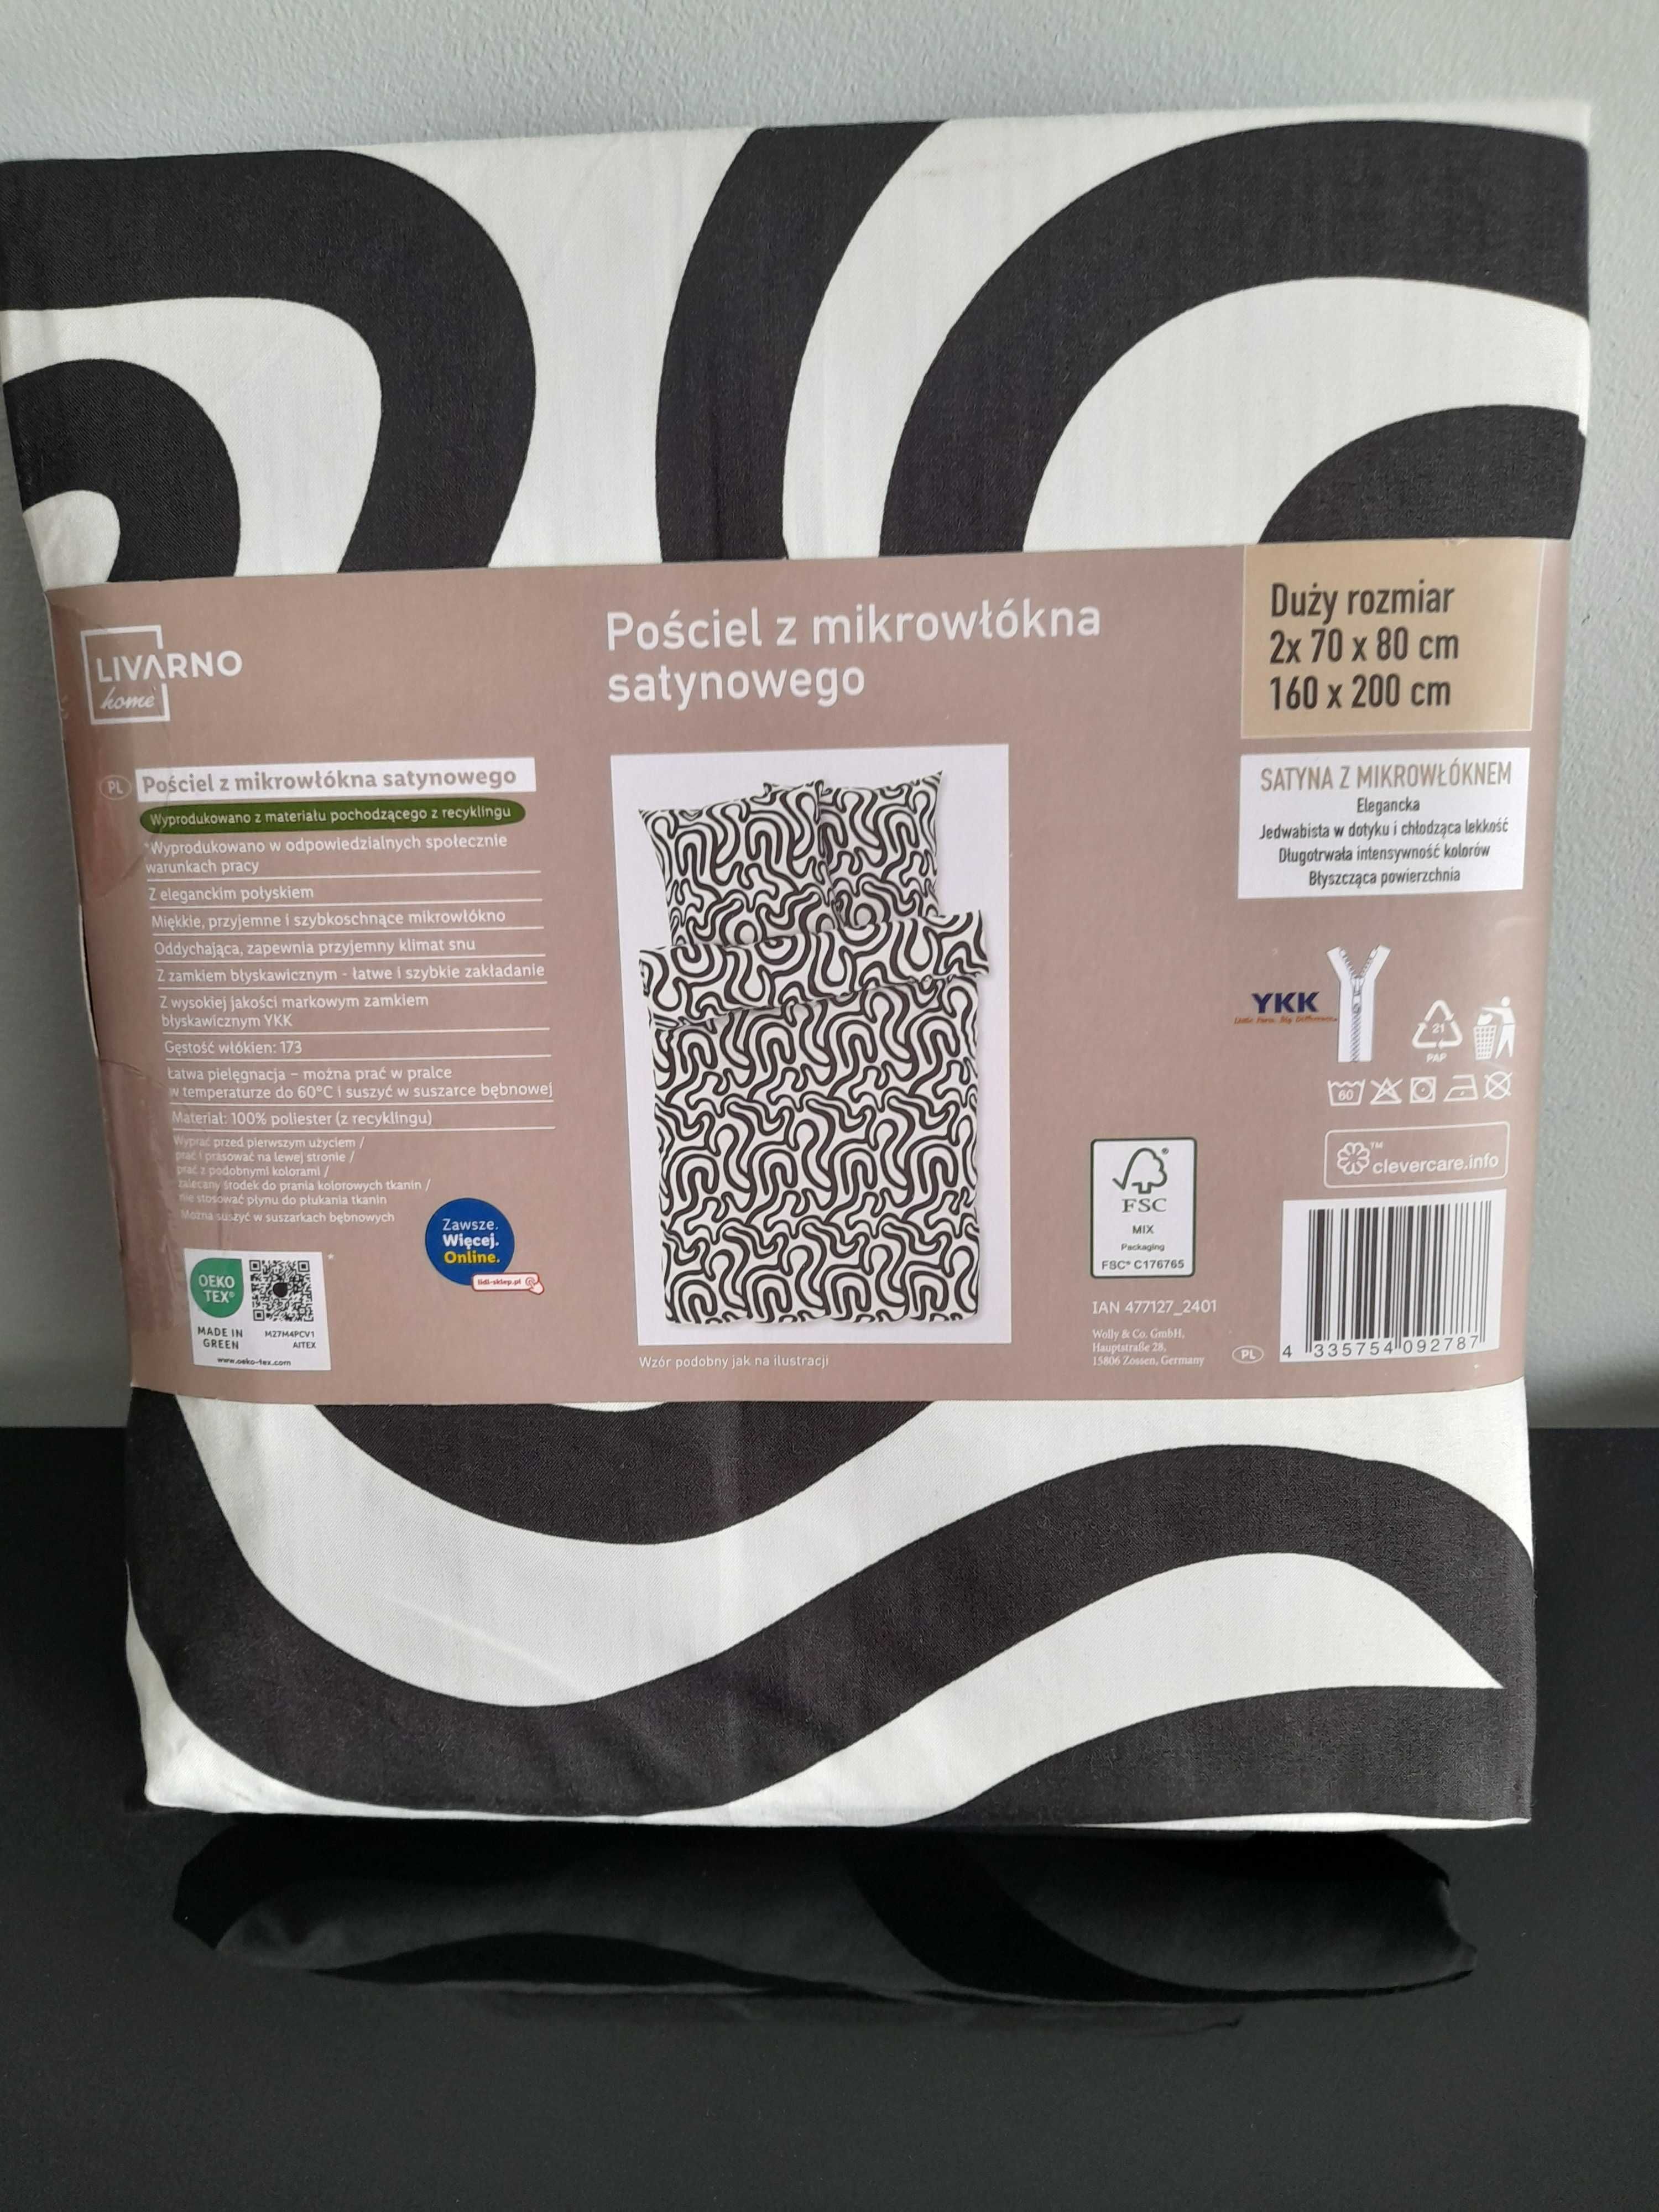 LIVARNO
home
Pościel z mikrowłókna
satynowego
Duży rozmiar
2x 70 x 80 cm
160 x 200 cm
PL
Pościel z mikrowłókna satynowego
Wyprodukowano z materiału pochodzącego z recyklingu
*Wyprodukowano w odpowiedzialnych społecznie
warunkach pracy
Z eleganckim połyskiem
Miękkie, przyjemne i szybkoschnące mikrowłókno
Oddychająca, zapewnia przyjemny klimat snu
Z zamkiem błyskawicznym - łatwe i szybkie zakładanie
Z wysokiej jakości markowym zamkiem
błyskawicznym YKK
Gęstość włókien: 173
Łatwa pielęgnacja – można prać w pralce
w temperaturze do 60°C i suszyć w suszarce bębnowej
Materiał: 100% poliester (z recyklingu)
Wyprać przed pierwszym użyciem /
prać i prasować na lewej stronie /
prać z podobnymi kolorami /
zalecany środek do prania kolorowych tkanin /
nie stosować płynu do płukania tkanin
Można suszyć w suszarkach bębnowych
Zawsze.
Więcej.
Online.
lidl-sklep.pl
OEKO
TEX®
MADE IN
GREEN
M27M4PCV1
AITEX
www.oeko-tex.com
*
Wzór podobny jak na ilustracji
SATYNA Z MIKROWŁÓKNEM
Elegancka
Jedwabista w dotyku i chłodząca lekkość
Długotrwała intensywność kolorów
Błyszcząca powierzchnia
YKK
Little Parts. Big Difference.
21
PAP
60
TM
clevercare.info
FSC
MIX
Packaging
FSC® C176765
IAN 477127_2401
Wolly & Co. GmbH,
Hauptstraße 28,
15806 Zossen, Germany
PL
4 335754 092787